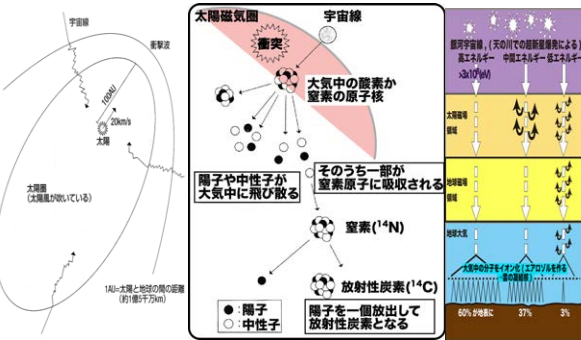 宇宙線
衝撃波
100AU
20km/s
太陽
太陽圏
(太陽風が吹いている)
1AU=太陽と地球の間の距離
(約1億5千万km)
太陽磁気圏
宇宙線
衝突
大気中の酸素か
窒素の原子核
陽子や中性子が
大気中に飛び散る
そのうち一部が
窒素原子に吸収される
窒素(¹⁴N)
放射性炭素(¹⁴C)
●:陽子
○:中性子
陽子を一個放出して
放射性炭素となる
銀河宇宙線,(天の川での超新星爆発による)
高エネルギー
中間エネルギー
低エネルギー
太陽磁場
領域
地球磁場
領域
地球大気
大気中の分子をイオン化(エアロゾルを作る
雲の凝結核)
60%が地表に
37%
3%